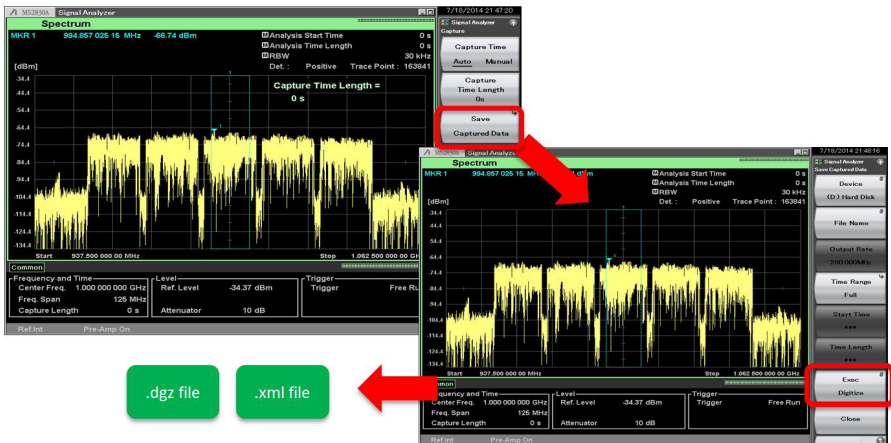 MS2830A Signal Analyzer
7/18/2014 21:47:20
Spectrum
MKR 1 994.857 025 15 MHz -66.74 dBm
Analysis Start Time 0 s
Analysis Time Length 0 s
RBW 30 kHz
[dBm]
Det. : Positive Trace Point : 163841
Capture Time Length =
0 s
1
1
-34.4
-44.4
-54.4
-64.4
-74.4
-84.4
-94.4
-104.4
-114.4
-124.4
-134.4
Start 937.500 000 00 MHz
Stop 1.062 500 000 00 GH
Common
Frequency and Time
Center Freq. 1.000 000 000 GHz
Freq. Span 125 MHz
Capture Length 0 s
Level
Ref. Level -34.37 dBm
Attenuator 10 dB
Trigger
Trigger Free Ru
Ref.Int Pre-Amp On
Signal Analyzer
Capture
Capture Time
Auto Manual
Capture
Time Length
0s
Save
Captured Data
MS2830A Signal Analyze
7/18/2014 21:48:16
Spectrum
MKR 1 994.857 025 15 MH
dBm
Analysis Start Time 0 s
Analysis Time Length 0 s
RBW 30 kHz
[dBm]
Det. : Positive Trace Point : 163841
-34.4
-44.4
-54.4
-64.4
-74.4
-84.4
-94.4
-104.4
-114.4
-124.4
-134.4
Start 937.500 000 00 MHz
Stop 1.062 500 000 00 GHz
mmon
equency and Time
Center Freq. 1.000 000 000 GHz
Freq. Span 125 MHz
Capture Length 0 s
Level
Ref. Level -34.37 dBm
Attenuator 10 dB
Trigger
Trigger Free Run
Ref.Int Pre-Amp On
Signal Analyzer
Save Captured Data
Device
(D:) Hard Disk
File Name
Output Rate
200.000MHz
Time Range
Full
Start Time
***
Time Length
***
Exec
Digitize
Close
.dgz file
.xml file